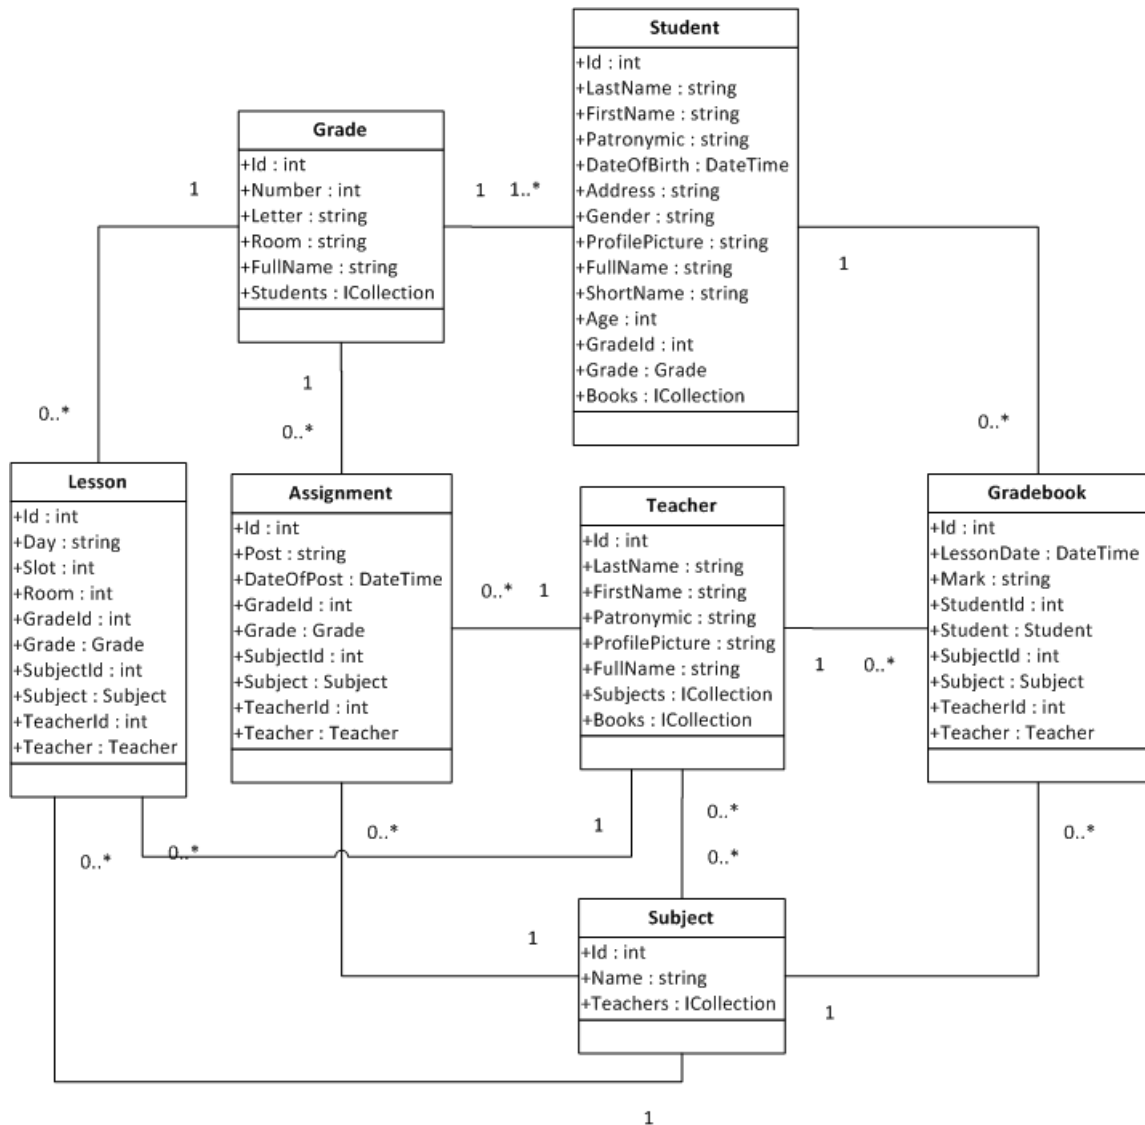 Student
+Id : int
+LastName : string
+FirstName : string
+Patronymic : string
+DateOfBirth : DateTime
+Address : string
+Gender : string
+ProfilePicture : string
+FullName : string
+ShortName : string
+Age : int
+GradeId : int
+Grade : Grade
+Books : ICollection
Grade
+Id : int
+Number : int
+Letter : string
+Room : string
+FullName : string
+Students : ICollection
1
1
1..*
1
0..*
1
0..*
0..*
Lesson
+Id : int
+Day : string
+Slot : int
+Room : int
+GradeId : int
+Grade : Grade
+SubjectId : int
+Subject : Subject
+TeacherId : int
+Teacher : Teacher
Assignment
+Id : int
+Post : string
+DateOfPost : DateTime
+GradeId : int
+Grade : Grade
+SubjectId : int
+Subject : Subject
+TeacherId : int
+Teacher : Teacher
0..*
1
Teacher
+Id : int
+LastName : string
+FirstName : string
+Patronymic : string
+ProfilePicture : string
+FullName : string
+Subjects : ICollection
+Books : ICollection
1
0..*
Gradebook
+Id : int
+LessonDate : DateTime
+Mark : string
+StudentId : int
+Student : Student
+SubjectId : int
+Subject : Subject
+TeacherId : int
+Teacher : Teacher
0..*
0..*
0..*
1
0..*
0..*
0..*
1
Subject
+Id : int
+Name : string
+Teachers : ICollection
1
1